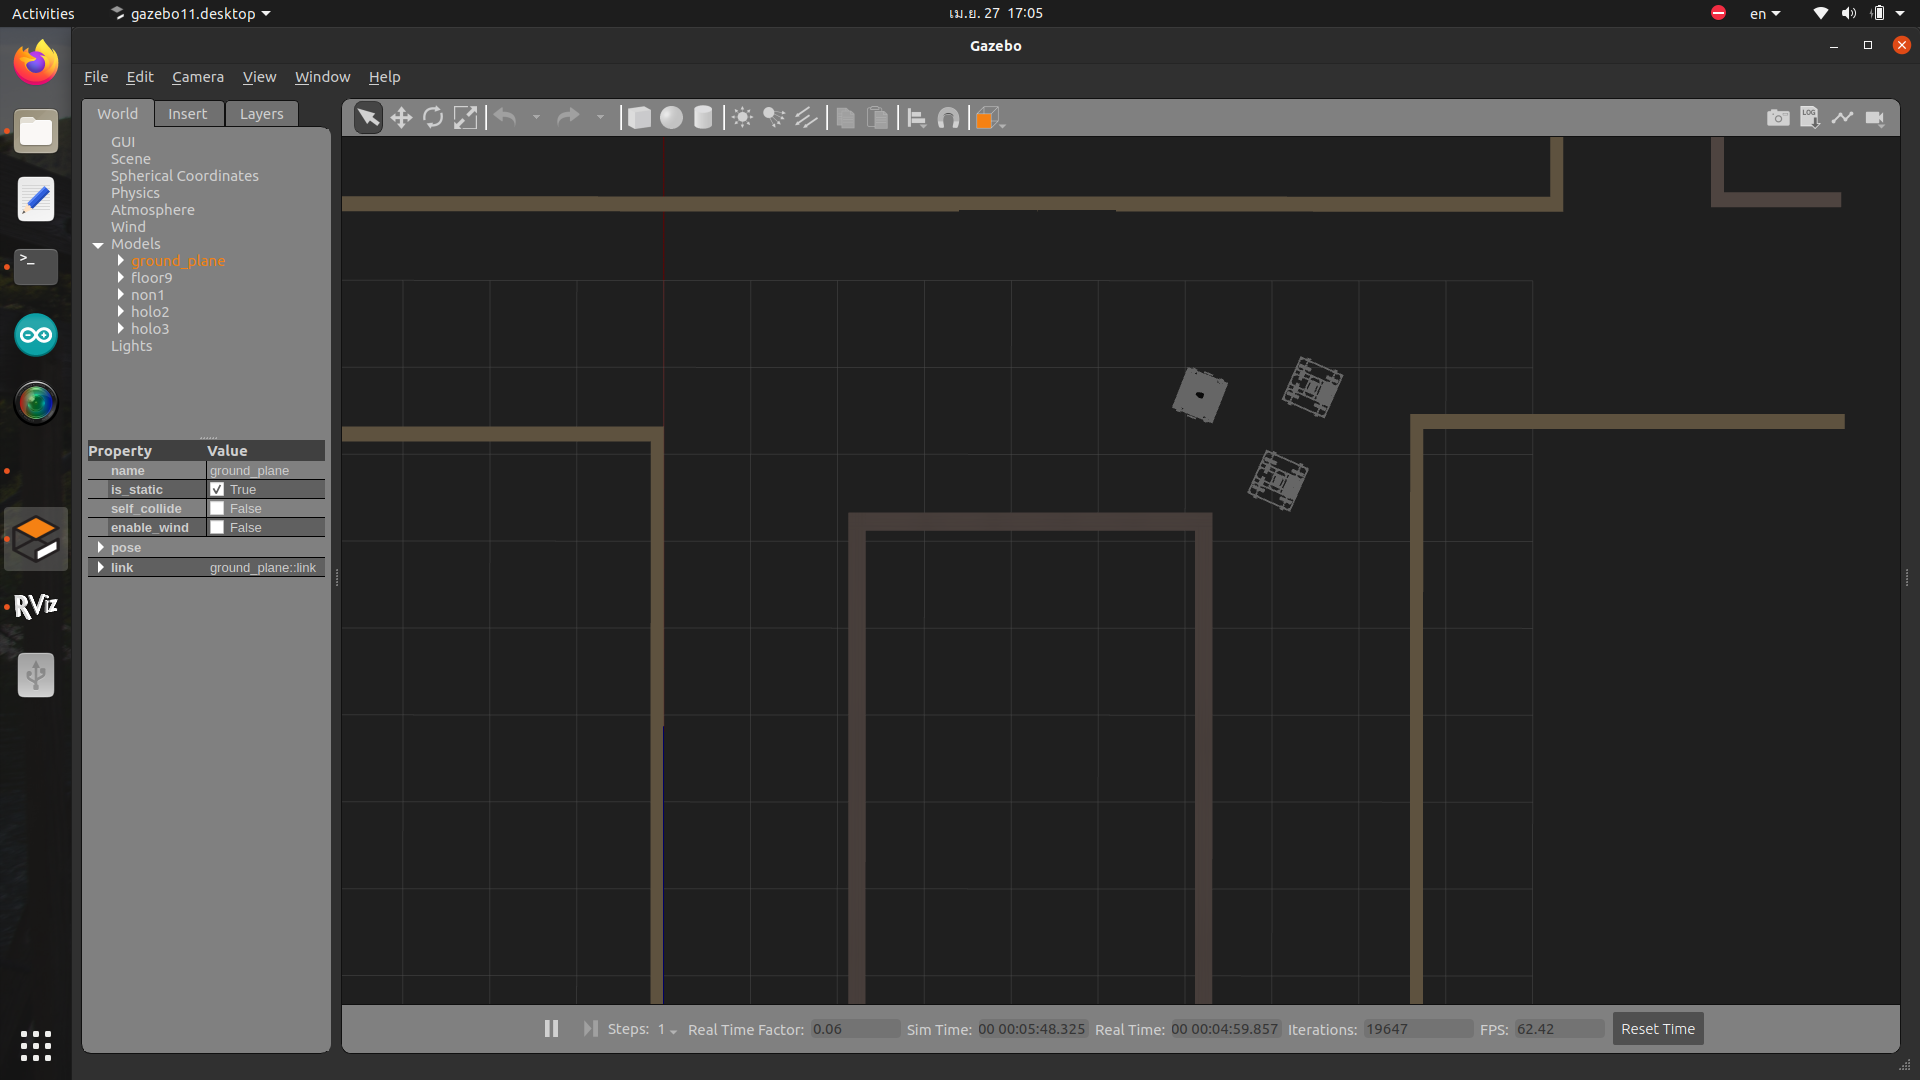 Activities
gazebo11.desktop
เม.ย. 27 17:05
en
Gazebo
File Edit Camera View Window Help
World Insert Layers
GUI
Scene
Spherical Coordinates
Physics
Atmosphere
Wind
Models
ground_plane
floor9
non1
holo2
holo3
Lights
Property Value
name ground_plane
is_static True
self_collide False
enable_wind False
pose
link ground_plane::link
LOG
>_
RViz
Steps: 1 Real Time Factor: 0.06 Sim Time: 00 00:05:48.325 Real Time: 00 00:04:59.857 Iterations: 19647 FPS: 62.42 Reset Time